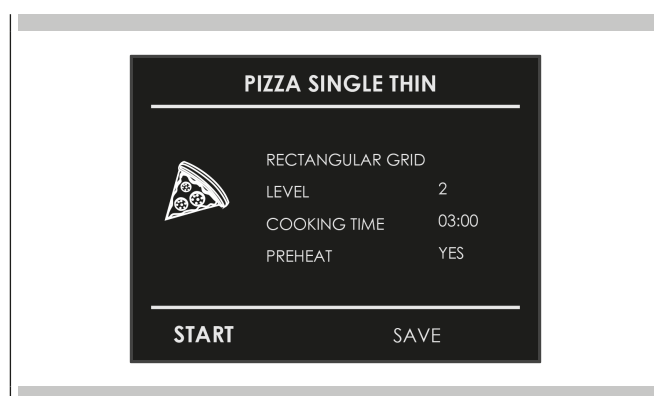 PIZZA SINGLE THIN
RECTANGULAR GRID
LEVEL 2
COOKING TIME 03:00
PREHEAT YES
START SAVE